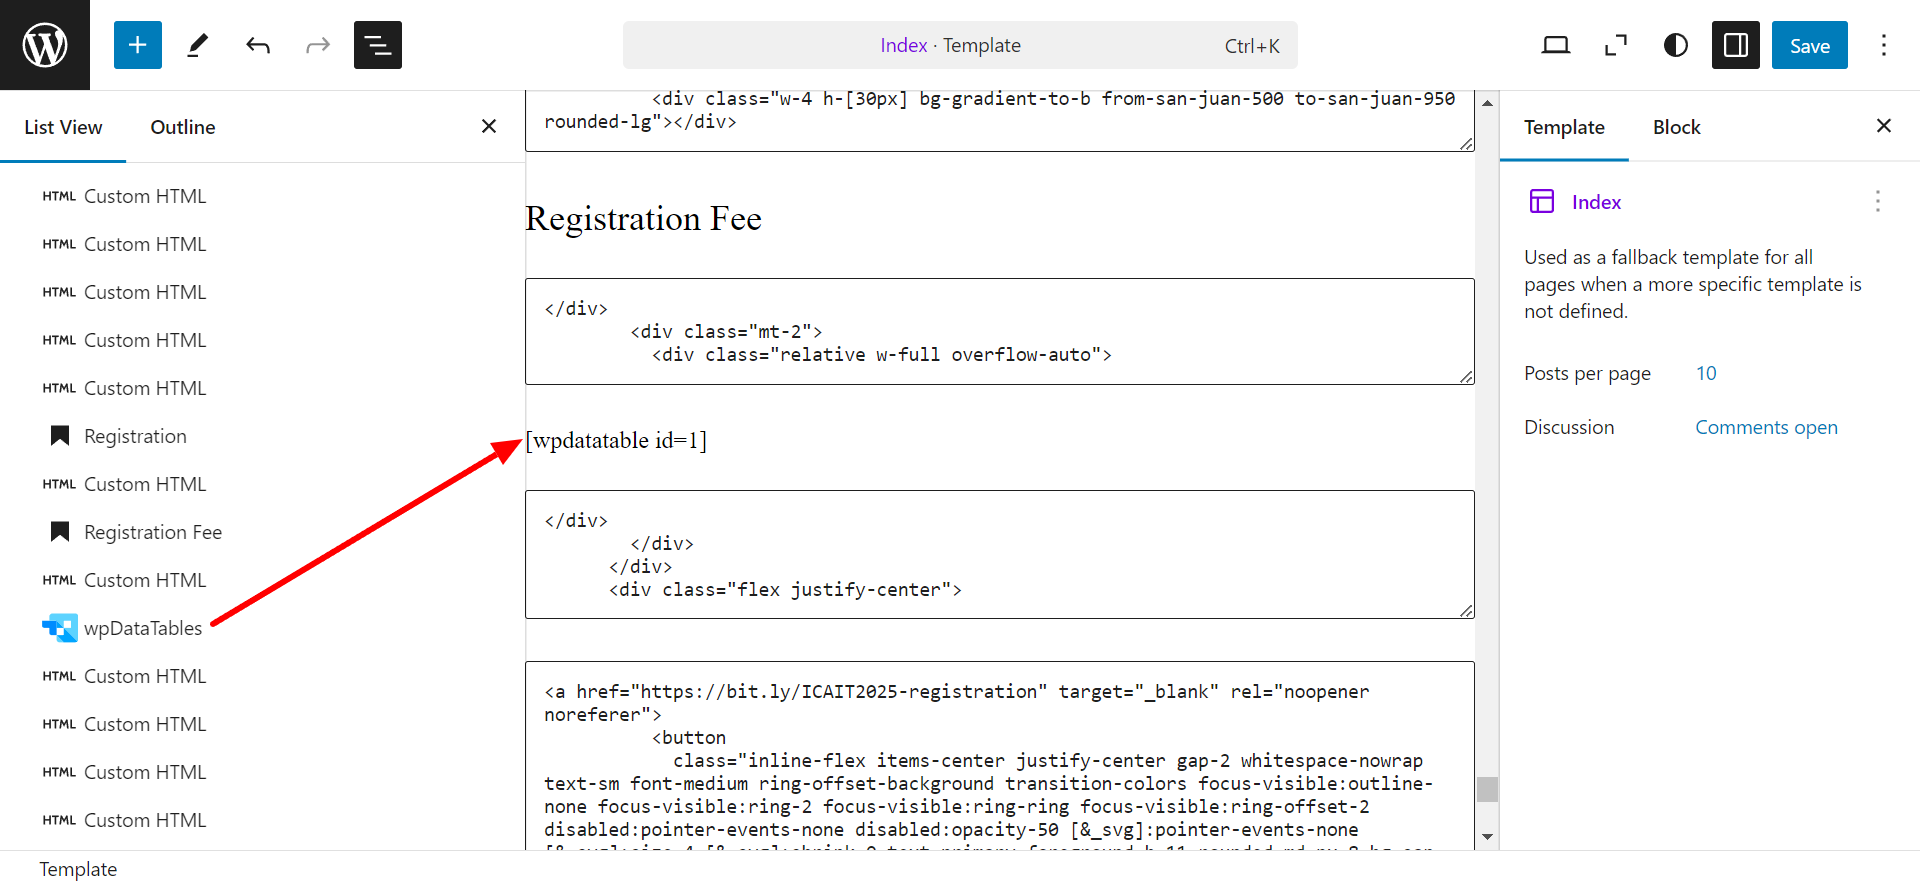 Index · Template
Ctrl+K
Save
List View
Outline
HTML Custom HTML
HTML Custom HTML
HTML Custom HTML
HTML Custom HTML
HTML Custom HTML
Registration
HTML Custom HTML
Registration Fee
HTML Custom HTML
wpDataTables
HTML Custom HTML
HTML Custom HTML
HTML Custom HTML
HTML Custom HTML
Template
<div class="w-4 h-[30px] bg-gradient-to-b from-san-juan-500 to-san-juan-950
rounded-lg"></div>
Registration Fee
</div>
<div class="mt-2">
<div class="relative w-full overflow-auto">
[wpdatatable id=1]
</div>
</div>
</div>
<div class="flex justify-center">
<a href="https://bit.ly/ICAIT2025-registration" target="_blank" rel="noopener
noreferer">
<button
class="inline-flex items-center justify-center gap-2 whitespace-nowrap
text-sm font-medium ring-offset-background transition-colors focus-visible:outline-
none focus-visible:ring-2 focus-visible:ring-ring focus-visible:ring-offset-2
disabled:pointer-events-none disabled:opacity-50 [&_svg]:pointer-events-none
Template
Block
Index
Used as a fallback template for all
pages when a more specific template is
not defined.
Posts per page 10
Discussion Comments open